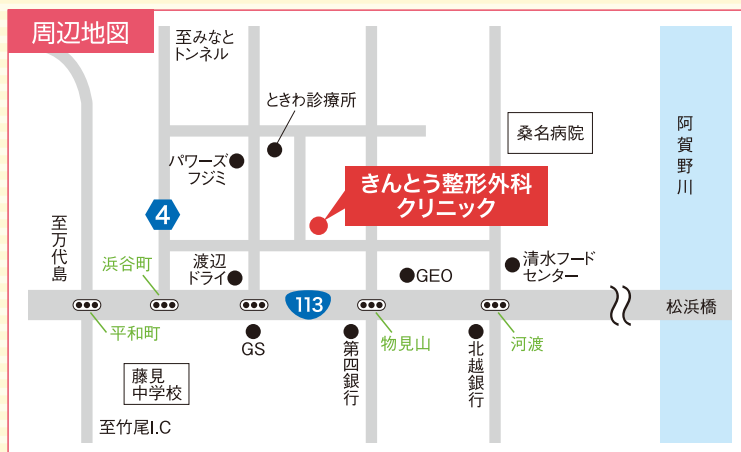 周辺地図
至みなと
トンネル
ときわ診療所
桑名病院
阿賀野川
パワーズ
フジミ
きんとう整形外科
クリニック
4
至万代島
浜谷町
渡辺
ドライ
GEO
清水フード
センター
113
松浜橋
平和町
GS
第四銀行
物見山
北越銀行
河渡
藤見
中学校
至竹尾I.C